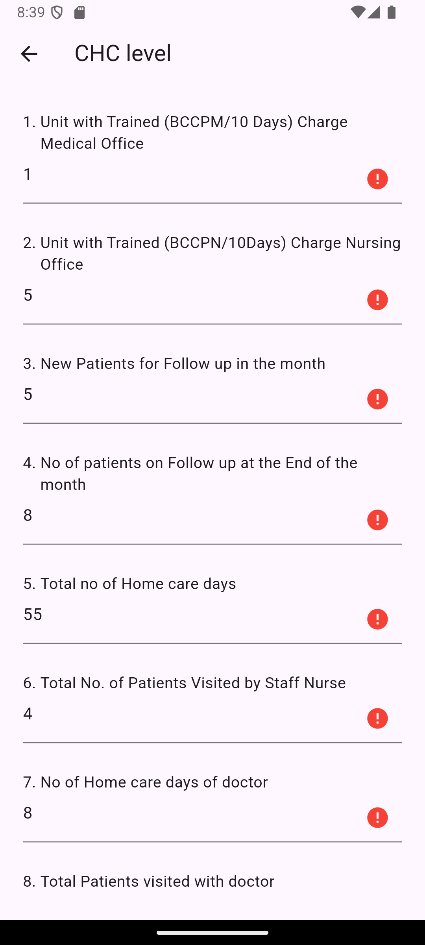 8:39
CHC level
1. Unit with Trained (BCCPM/10 Days) Charge
Medical Office
1
2. Unit with Trained (BCCPN/10Days) Charge Nursing
Office
5
3. New Patients for Follow up in the month
5
4. No of patients on Follow up at the End of the
month
8
5. Total no of Home care days
55
6. Total No. of Patients Visited by Staff Nurse
4
7. No of Home care days of doctor
8
8. Total Patients visited with doctor